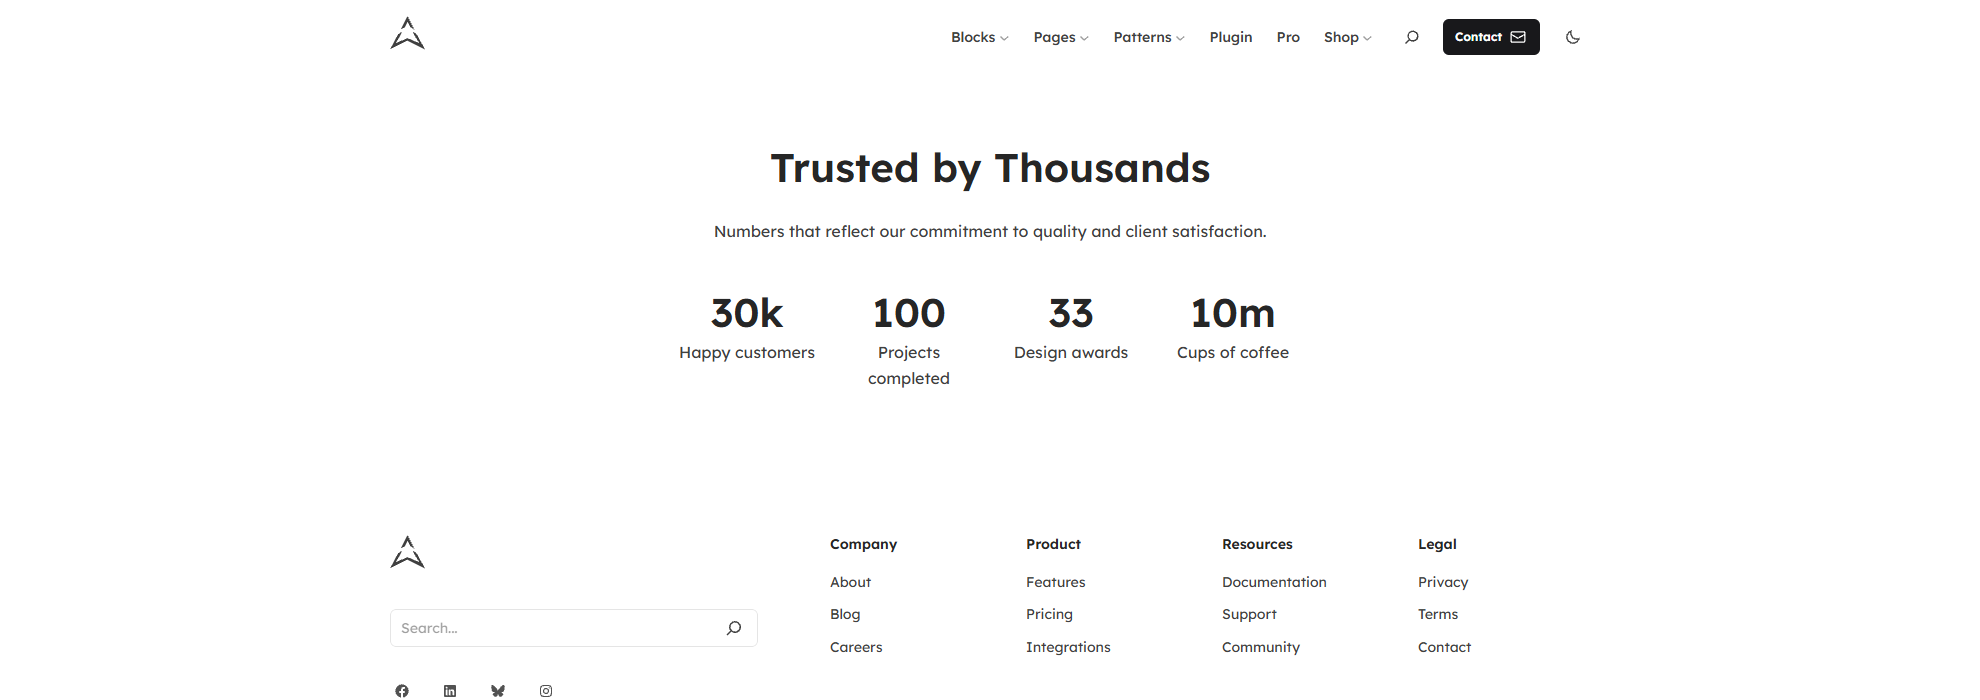 Blocks Pages Patterns Plugin Pro Shop Contact
Trusted by Thousands
Numbers that reflect our commitment to quality and client satisfaction.
30k
Happy customers
100
Projects
completed
33
Design awards
10m
Cups of coffee
Search...
Company
About
Blog
Careers
Product
Features
Pricing
Integrations
Resources
Documentation
Support
Community
Legal
Privacy
Terms
Contact